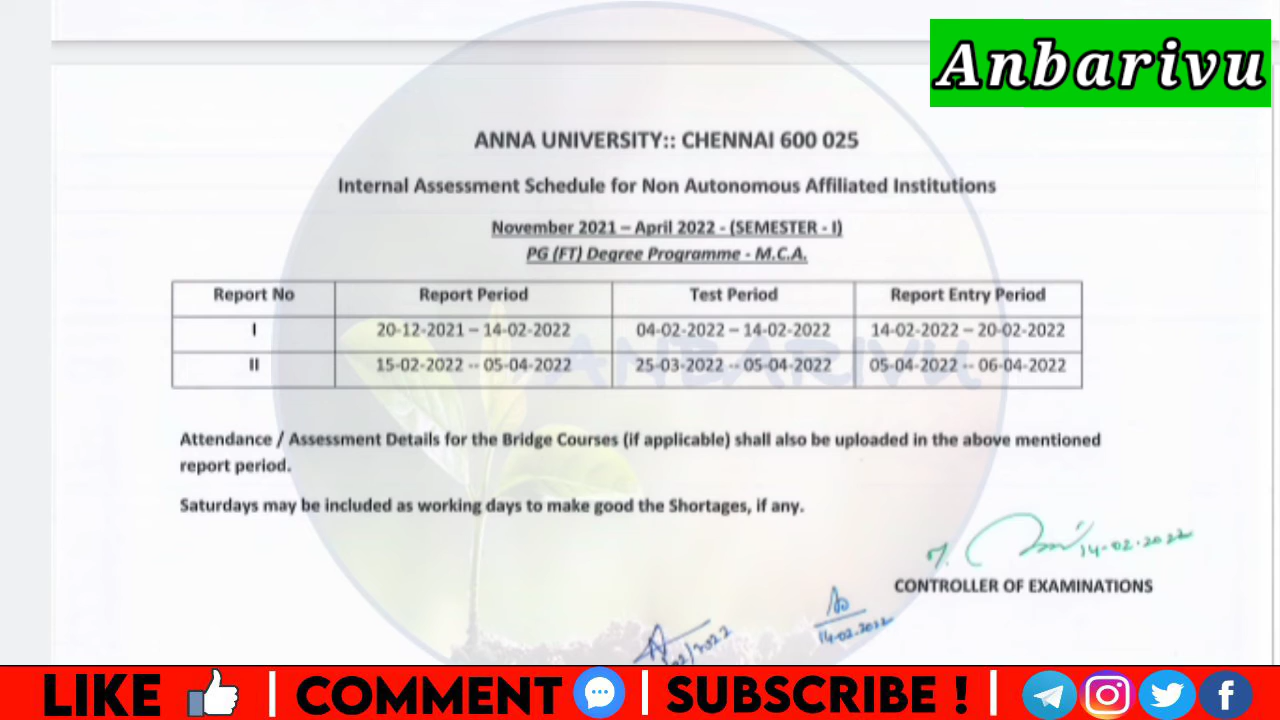 Anbarivu
ANNA UNIVERSITY:: CHENNAI 600 025
Internal Assessment Schedule for Non Autonomous Affiliated Institutions
November 2021 – April 2022 - (SEMESTER - I)
PG (FT) Degree Programme - M.C.A.
Report No Report Period Test Period Report Entry Period
I 20-12-2021 – 14-02-2022 04-02-2022 – 14-02-2022 14-02-2022 – 20-02-2022
II 15-02-2022 -- 05-04-2022 25-03-2022 -- 05-04-2022 05-04-2022 -- 06-04-2022
ANBARIVU
Attendance / Assessment Details for the Bridge Courses (if applicable) shall also be uploaded in the above mentioned
report period.
Saturdays may be included as working days to make good the Shortages, if any.
14-02-2022
CONTROLLER OF EXAMINATIONS
14-02-2022
02/2022
LIKE | COMMENT | SUBSCRIBE ! |